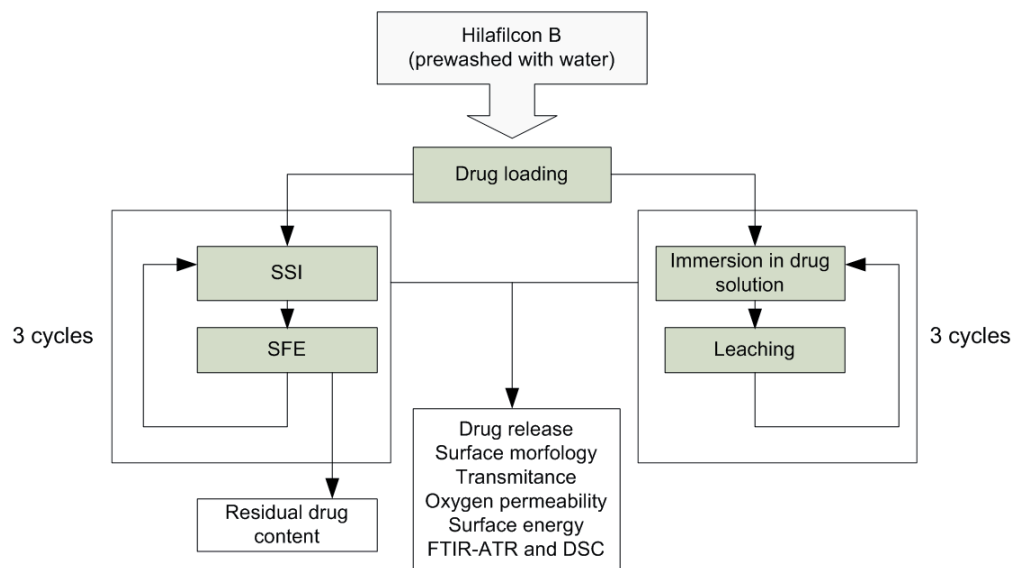 Hilafilcon B
(prewashed with water)
Drug loading
SSI
SFE
3 cycles
Immersion in drug
solution
Leaching
3 cycles
Drug release
Surface morfology
Transmitance
Oxygen permeability
Surface energy
FTIR-ATR and DSC
Residual drug
content